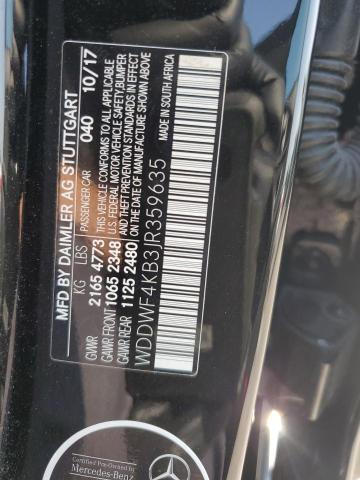 MFD BY DAIMLER AG STUTTGART
KG LBS PASSENGER CAR 040 10/17
GVWR 2165 4773 THIS VEHICLE CONFORMS TO ALL APPLICABLE
GAWR FRONT 1065 2348 U.S. FEDERAL MOTOR VEHICLE SAFETY, BUMPER
GAWR REAR 1125 2480 AND THEFT PREVENTION STANDARDS IN EFFECT
ON THE DATE OF MANUFACTURE SHOWN ABOVE
WDDWF4KB3JR359635 MADE IN SOUTH AFRICA
Certified Pre-Owned by
Mercedes-Benz